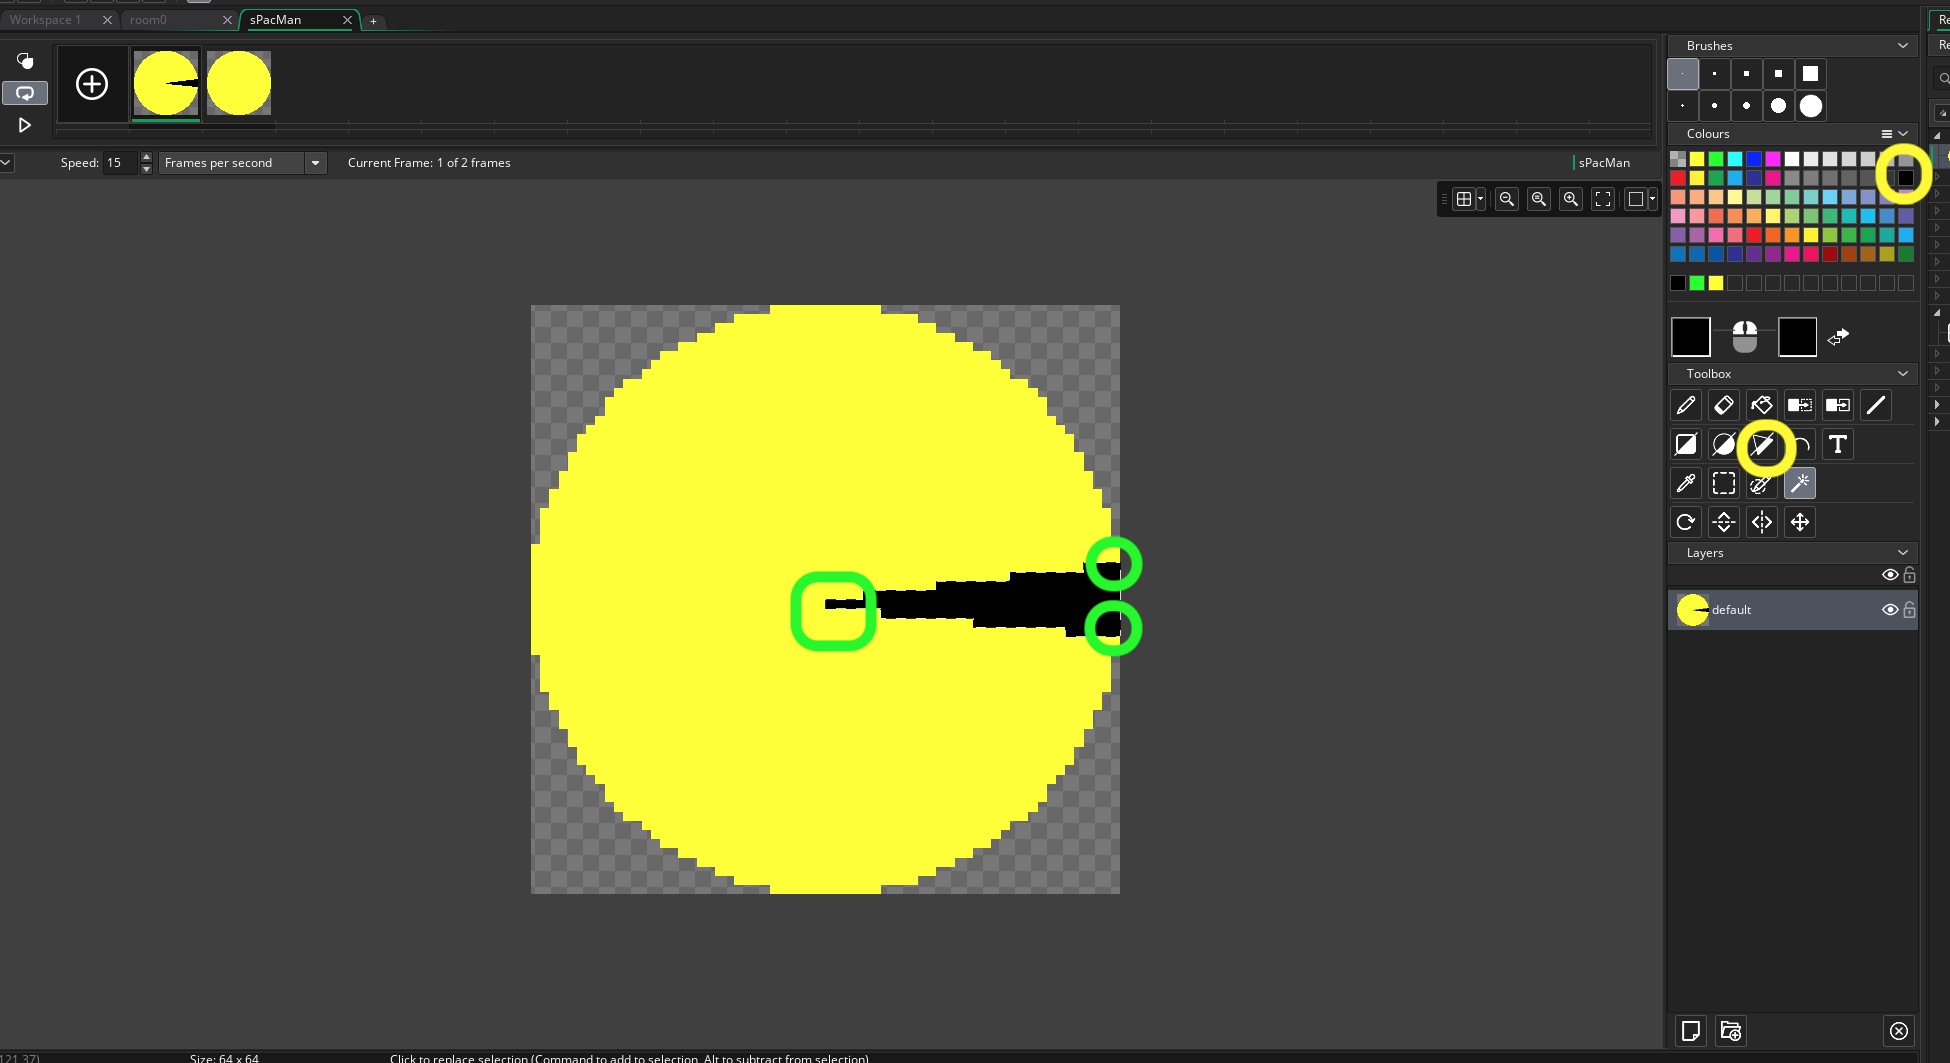 Workspace 1
room0
sPacMan
Brushes
Colours
Speed: 15 Frames per second Current Frame: 1 of 2 frames
sPacMan
Toolbox
T
Layers
default
121,37) Size: 64 x 64 Click to replace selection (Command to add to selection, Alt to subtract from selection)
Re
Re